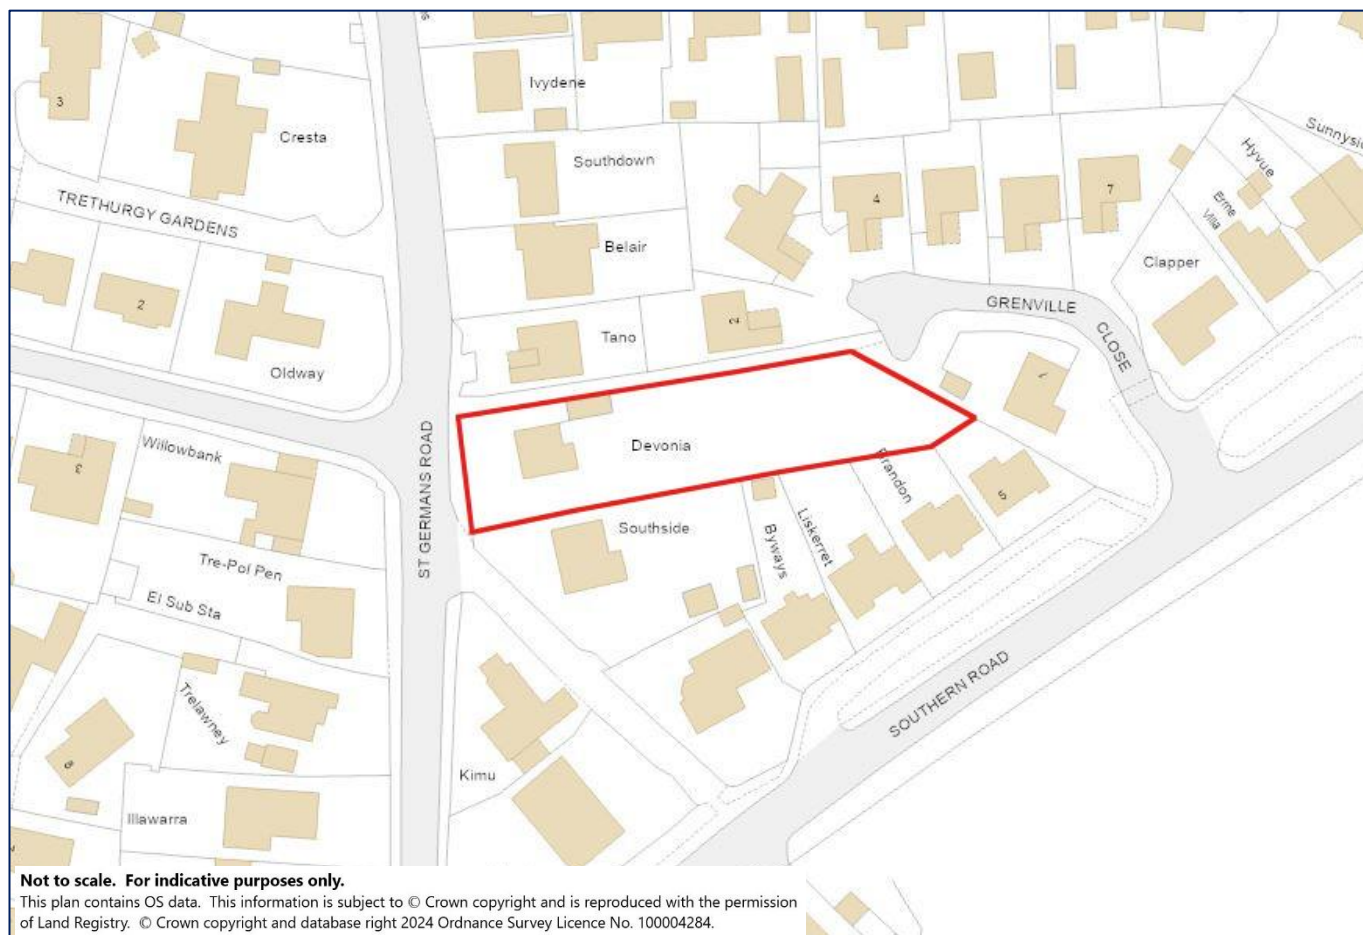 Ivydene
3
Cresta
Southdown
Sunnysid
Hyvue
4
7
Erme
Villa
TRETHURGY GARDENS
Belair
Clapper
2
GRENVILLE
CLOSE
Tano
2
Oldway
1
ST GERMANS ROAD
Devonia
Willowbank
3
Brandon
5
Southside
Liskerret
Byways
Tre-Pol Pen
El Sub Sta
SOUTHERN ROAD
Trelawney
8
Kimu
Illawarra
Not to scale. For indicative purposes only.
This plan contains OS data. This information is subject to © Crown copyright and is reproduced with the permission
of Land Registry. © Crown copyright and database right 2024 Ordnance Survey Licence No. 100004284.